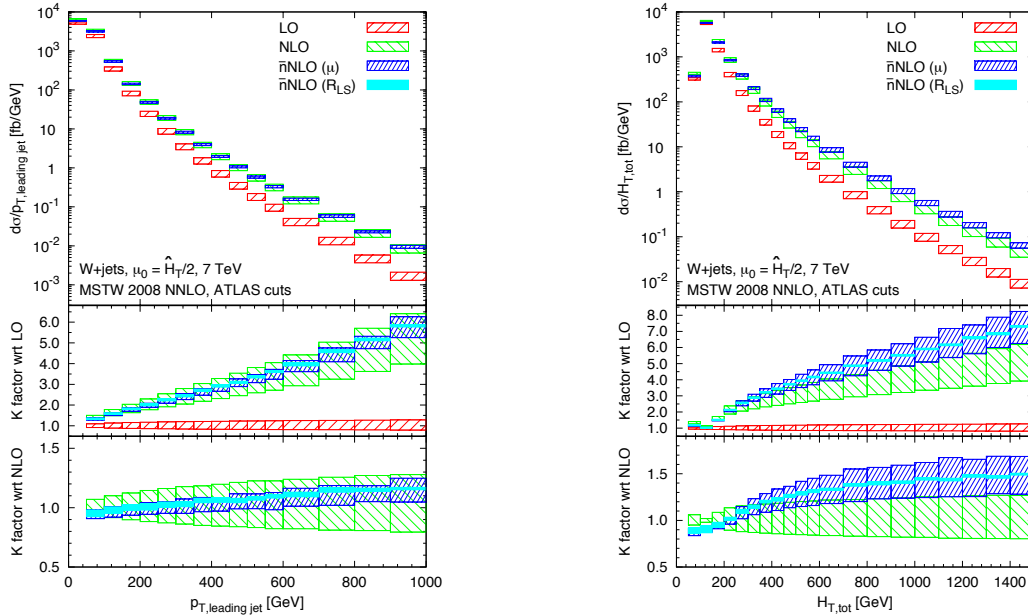 LO
NLO
n̄NLO (μ)
n̄NLO (R_LS)
dσ/p_T,leading jet [fb/GeV]
10^4
10^3
10^2
10
1
10^-1
10^-2
10^-3
W+jets, μ_0 = Ĥ_T/2, 7 TeV
MSTW 2008 NNLO, ATLAS cuts
K factor wrt LO
6.0
5.0
4.0
3.0
2.0
1.0
K factor wrt NLO
1.5
1.0
0.5
0 200 400 600 800 1000
p_T,leading jet [GeV]
LO
NLO
n̄NLO (μ)
n̄NLO (R_LS)
dσ/H_T,tot [fb/GeV]
10^4
10^3
10^2
10
1
10^-1
10^-2
W+jets, μ_0 = Ĥ_T/2, 7 TeV
MSTW 2008 NNLO, ATLAS cuts
K factor wrt LO
8.0
7.0
6.0
5.0
4.0
3.0
2.0
1.0
K factor wrt NLO
1.5
1.0
0.5
0 200 400 600 800 1000 1200 1400
H_T,tot [GeV]